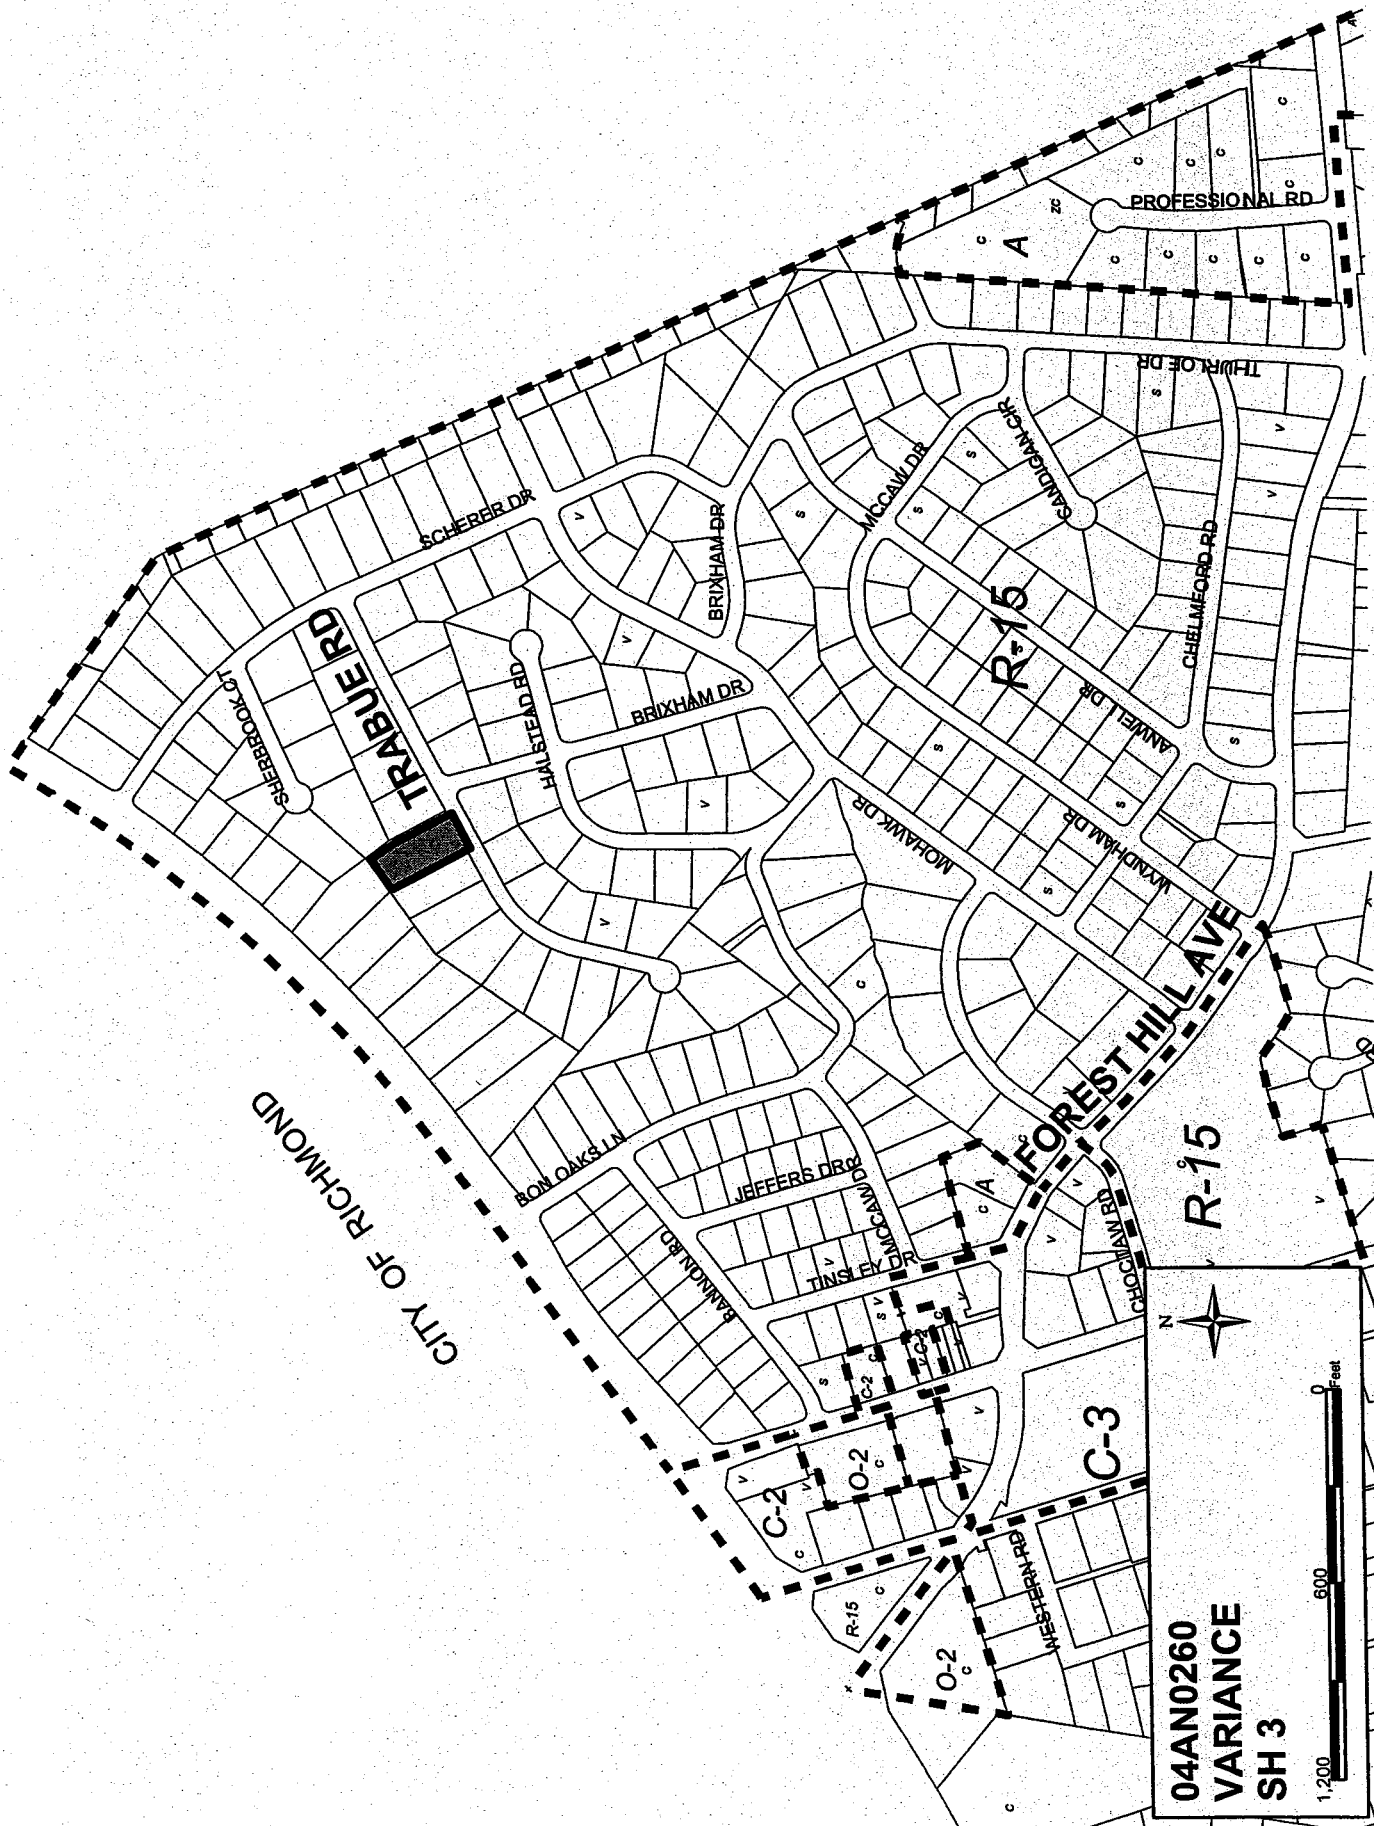 PROFESSIONAL RD
A
zc
THURLOE DR
SCHERER DR
MCCAW DR
SANDIGAN CIR
BRIXHAM DR
CHELMFORD RD
R-15
TRABUE RD
SHERBROOK CT
HALSTEAD RD
BRIXHAM DR
ANWELL DR
MOHAWK DR
WYNDHAM DR
FOREST HILL AVE
CITY OF RICHMOND
BON OAKS LN
JEFFERS DR
MCCAW DR
BANNON RD
TINSLEY DR
A
CHOCTAW RD
R-15
C-2
C-2
C-2
O-2
C-3
R-15
O-2
WESTERN RD
N
04AN0260
VARIANCE
SH 3
1,200
600
0
Feet